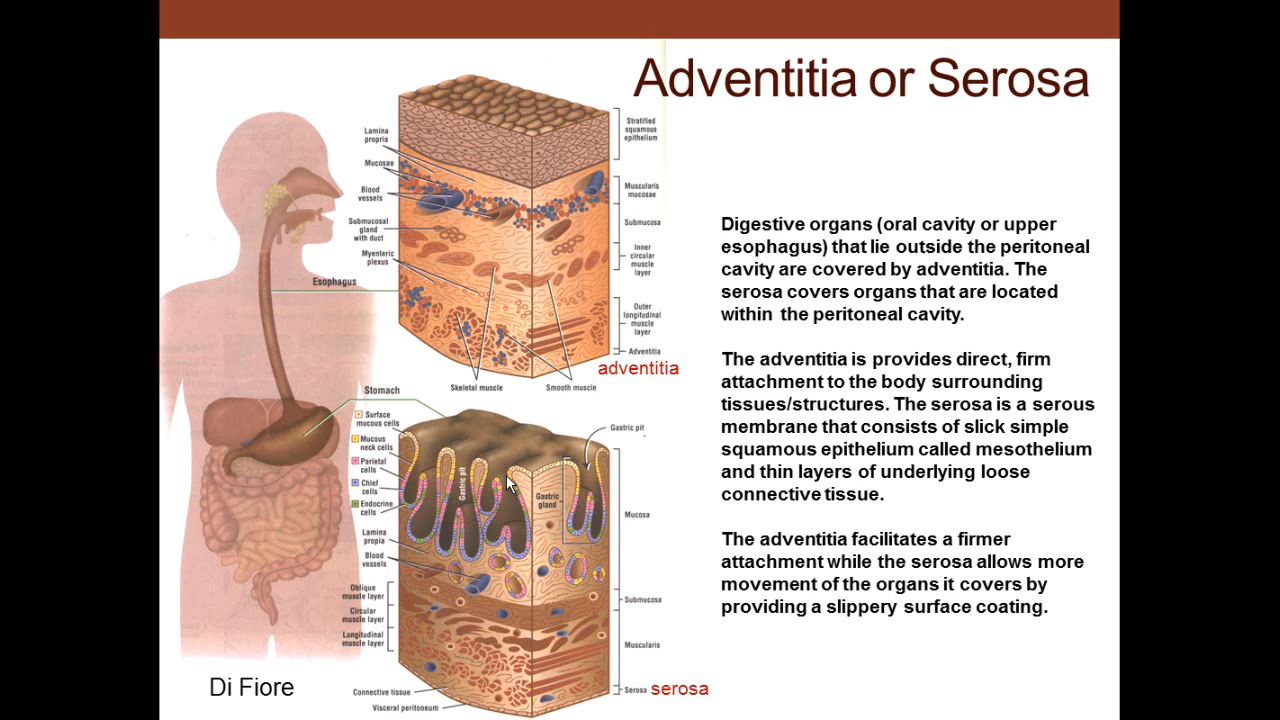 Adventitia or Serosa
Lamina
propria
Mucosae
Blood
vessels
Submucosal
gland
with duct
Myenteric
plexus
Esophagus
Stratified
squamous
epithelium
Muscularis
mucosae
Submucosa
Inner
circular
muscle
layer
Outer
longitudinal
muscle
layer
Adventitia
adventitia
Skeletal muscle
Smooth muscle
Stomach
Surface
mucous cells
Mucous
neck cells
Parietal
cells
Chief
cells
Endocrine
cells
Lamina
propia
Blood
vessels
Oblique
muscle layer
Circular
muscle layer
Longitudinal
muscle layer
Connective tissue
Visceral peritoneum
Gastric pit
Gastric pit
Gastric
gland
Mucosa
Submucosa
Muscularis
Serosa
serosa
Di Fiore
Digestive organs (oral cavity or upper
esophagus) that lie outside the peritoneal
cavity are covered by adventitia. The
serosa covers organs that are located
within the peritoneal cavity.
The adventitia is provides direct, firm
attachment to the body surrounding
tissues/structures. The serosa is a serous
membrane that consists of slick simple
squamous epithelium called mesothelium
and thin layers of underlying loose
connective tissue.
The adventitia facilitates a firmer
attachment while the serosa allows more
movement of the organs it covers by
providing a slippery surface coating.